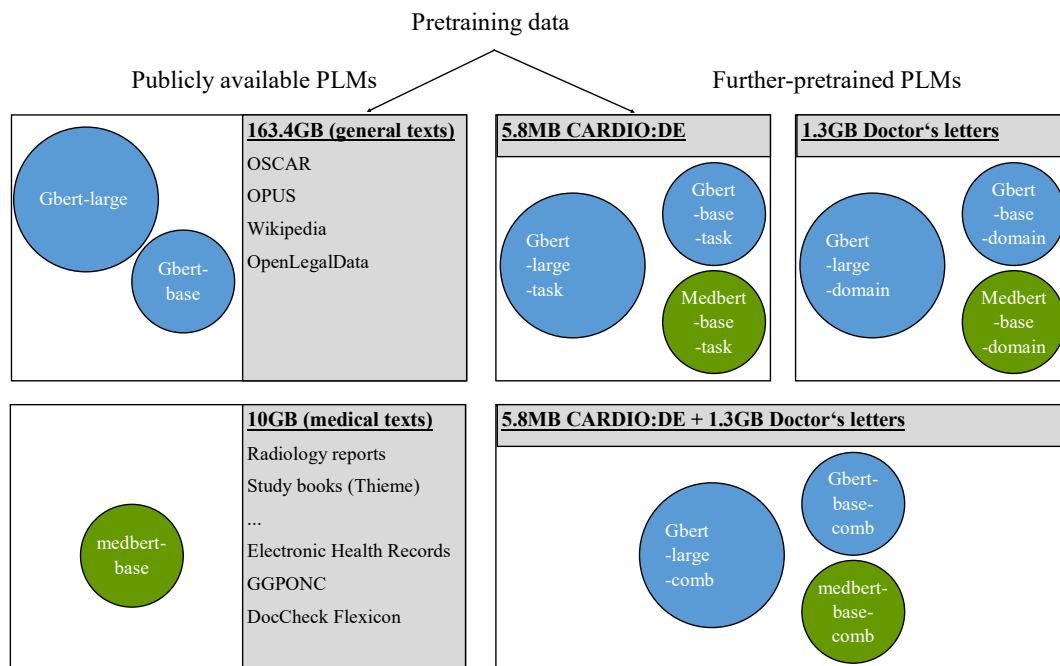 Pretraining data
Publicly available PLMs
Further-pretrained PLMs
Gbert-large
Gbert-
base
163.4GB (general texts)
OSCAR
OPUS
Wikipedia
OpenLegalData
5.8MB CARDIO:DE
Gbert
-large
-task
Gbert
-base
-task
Medbert
-base
-task
1.3GB Doctor‘s letters
Gbert
-large
-domain
Gbert
-base
-domain
Medbert
-base
-domain
medbert-
base
10GB (medical texts)
Radiology reports
Study books (Thieme)
...
Electronic Health Records
GGPONC
DocCheck Flexicon
5.8MB CARDIO:DE + 1.3GB Doctor‘s letters
Gbert
-large
-comb
Gbert-
base-
comb
medbert-
base-
comb